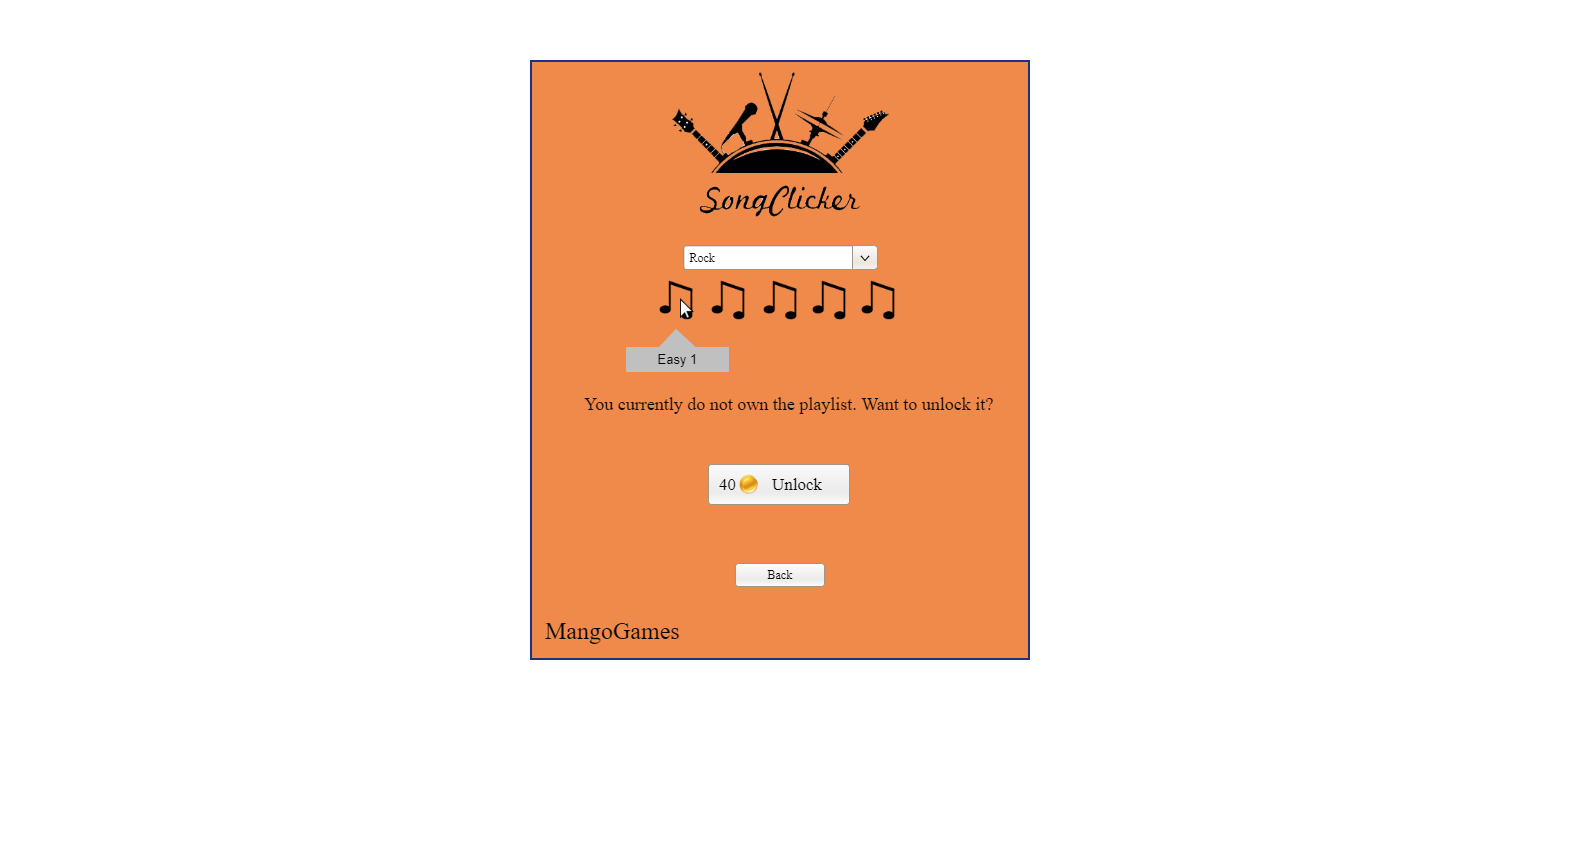 SongClicker
Rock
Easy 1
You currently do not own the playlist. Want to unlock it?
40 Unlock
Back
MangoGames